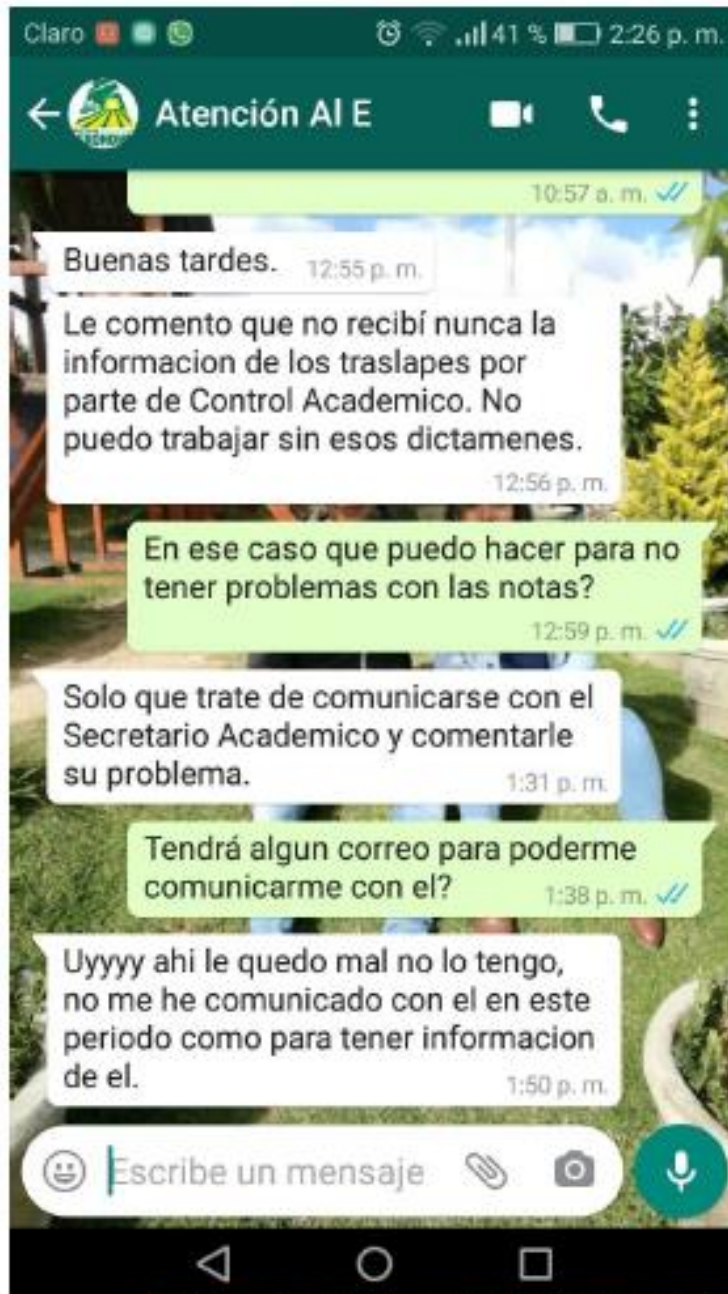 Claro 41 % 2:26 p. m.
Atención Al E
10:57 a. m.
Buenas tardes. 12:55 p. m.
Le comento que no recibí nunca la
informacion de los traslapes por
parte de Control Academico. No
puedo trabajar sin esos dictamenes.
12:56 p. m.
En ese caso que puedo hacer para no
tener problemas con las notas?
12:59 p. m.
Solo que trate de comunicarse con el
Secretario Academico y comentarle
su problema. 1:31 p. m.
Tendrá algun correo para poderme
comunicarme con el? 1:38 p. m.
Uyyyy ahi le quedo mal no lo tengo,
no me he comunicado con el en este
periodo como para tener informacion
de el. 1:50 p. m.
Escribe un mensaje